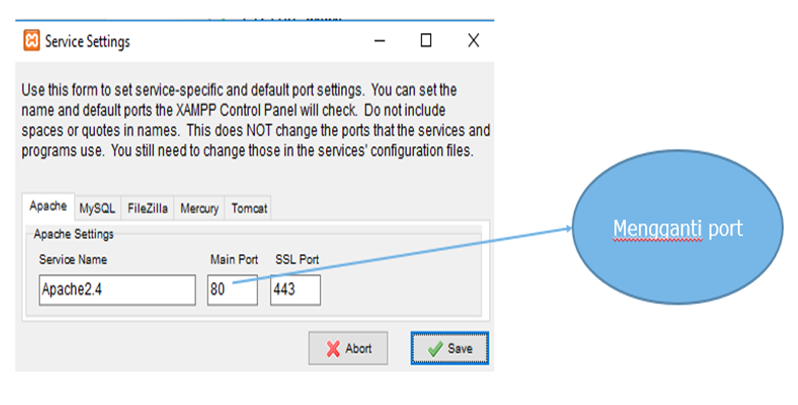 Service Settings
Use this form to set service-specific and default port settings. You can set the
name and default ports the XAMPP Control Panel will check. Do not include
spaces or quotes in names. This does NOT change the ports that the services and
programs use. You still need to change those in the services' configuration files.
Apache MySQL FileZilla Mercury Tomcat
Apache Settings
Service Name Main Port SSL Port
Apache2.4 80 443
Abort Save
Mengganti port